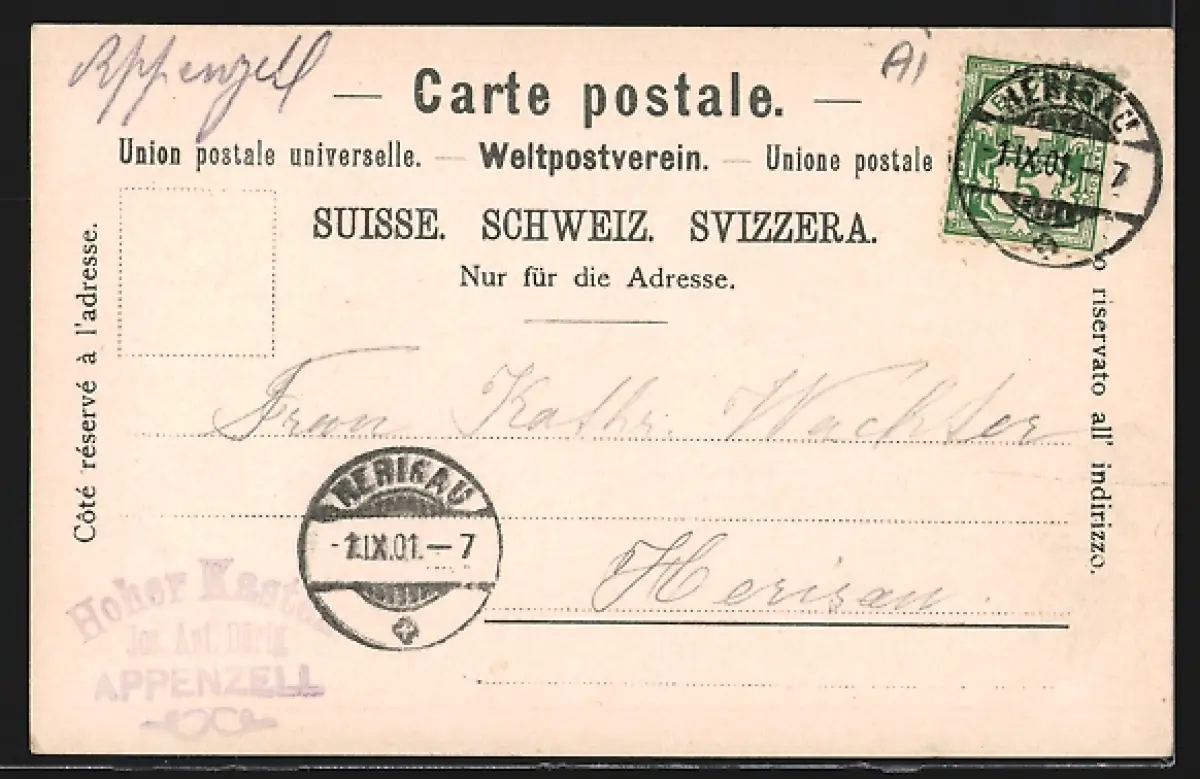 Appenzell
A1
— Carte postale. —
Union postale universelle. — Weltpostverein. — Unione postale
SUISSE. SCHWEIZ. SVIZZERA.
Nur für die Adresse.
Côté réservé à l'adresse.
o riservato all' indirizzo.
HERISAU
-1.IX.01.-7
5
Frau Kathr. Wachter
HERISAU
-1.IX.01.-7
Herisau.
Hoher Kasten
Jos. Ant. Dörig
APPENZELL